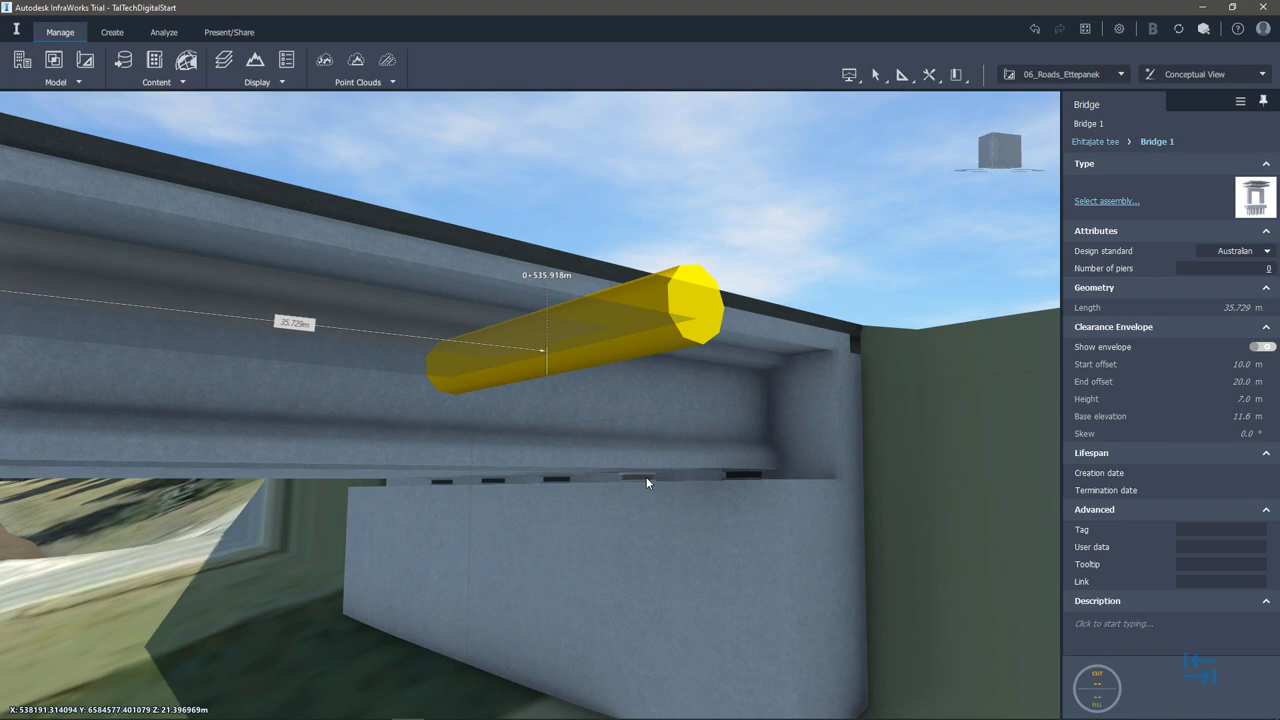 Autodesk InfraWorks Trial - TalTechDigitalStart
Manage
Create
Analyze
Present/Share
Model
Content
Display
Point Clouds
06_Roads_Ettepanek
Conceptual View
Bridge
Bridge 1
Ehitajate tee > Bridge 1
Type
Select assembly...
Attributes
Design standard Australian
Number of piers 0
Geometry
Length 35.729 m
Clearance Envelope
Show envelope
Start offset 10.0 m
End offset 20.0 m
Height 7.0 m
Base elevation 11.6 m
Skew 0.0 °
Lifespan
Creation date
Termination date
Advanced
Tag
User data
Tooltip
Link
Description
Click to start typing...
CUT
--
--
FILL
0+535.918m
35.729m
X: 538191.314094 Y: 6584577.401079 Z: 21.396969m